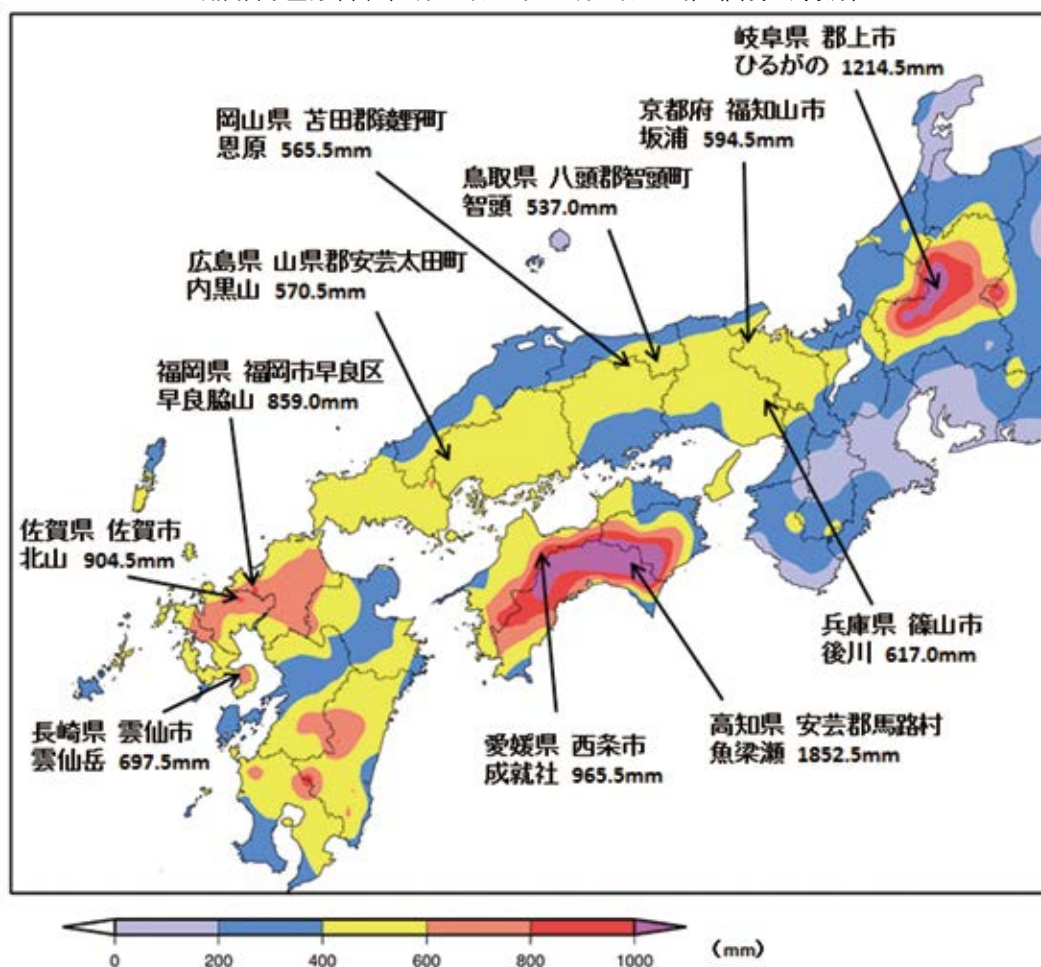 岐阜県 郡上市
ひるがの 1214.5mm
岡山県 苫田郡鏡野町
恩原 565.5mm
京都府 福知山市
坂浦 594.5mm
鳥取県 八頭郡智頭町
智頭 537.0mm
広島県 山県郡安芸太田町
内黒山 570.5mm
福岡県 福岡市早良区
早良脇山 859.0mm
佐賀県 佐賀市
北山 904.5mm
兵庫県 篠山市
後川 617.0mm
長崎県 雲仙市
雲仙岳 697.5mm
愛媛県 西条市
成就社 965.5mm
高知県 安芸郡馬路村
魚梁瀬 1852.5mm
0 200 400 600 800 1000 (mm)